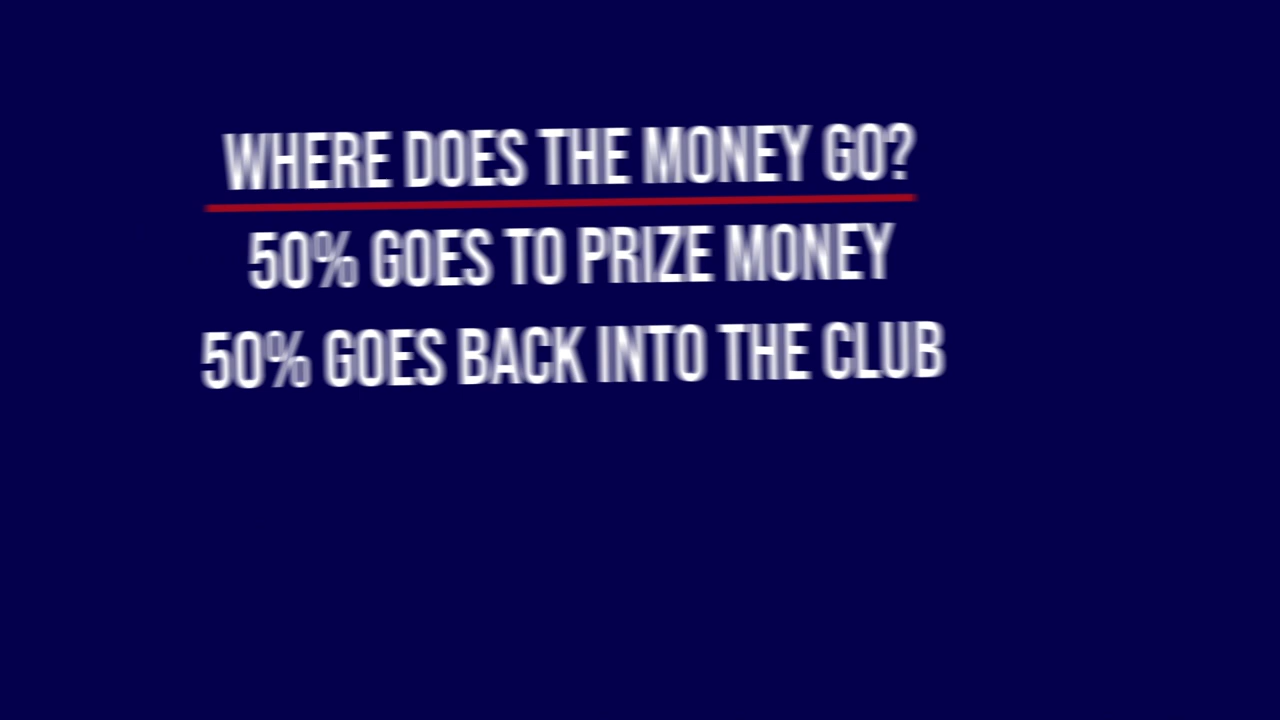 WHERE DOES THE MONEY GO?
50% GOES TO PRIZE MONEY
50% GOES BACK INTO THE CLUB